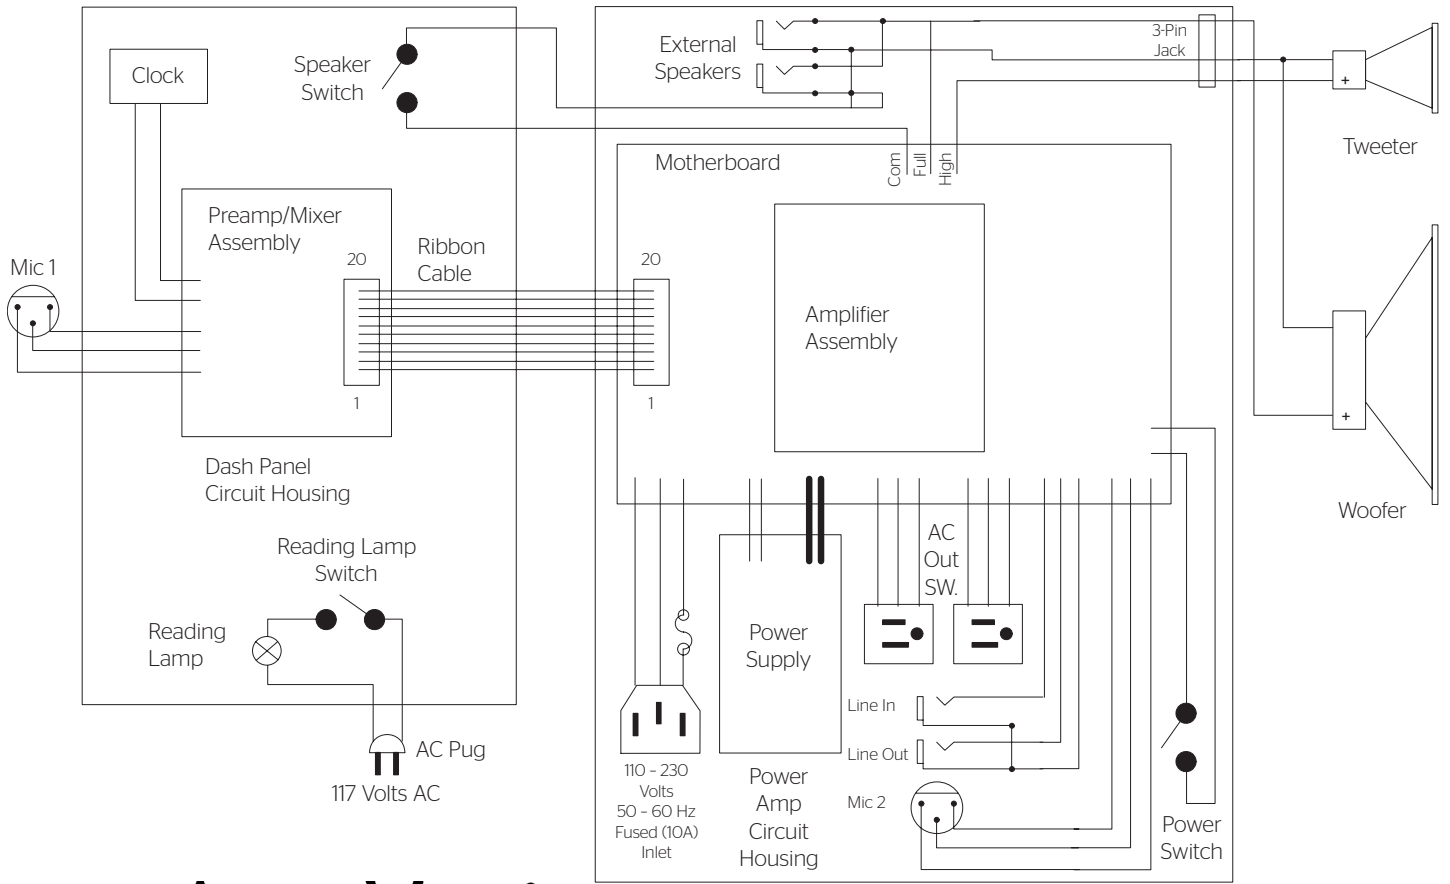 Clock
Speaker
Switch
External
Speakers
3-Pin
Jack
+
Tweeter
Motherboard
Com
Full
High
Preamp/Mixer
Assembly
Ribbon
Cable
20
20
Mic 1
Amplifier
Assembly
1
1
+
Woofer
Dash Panel
Circuit Housing
Reading Lamp
Switch
Reading
Lamp
AC Pug
117 Volts AC
AC
Out
SW.
Power
Supply
Line In
Line Out
Mic 2
110 - 230
Volts
50 - 60 Hz
Fused (10A)
Inlet
Power
Amp
Circuit
Housing
Power
Switch